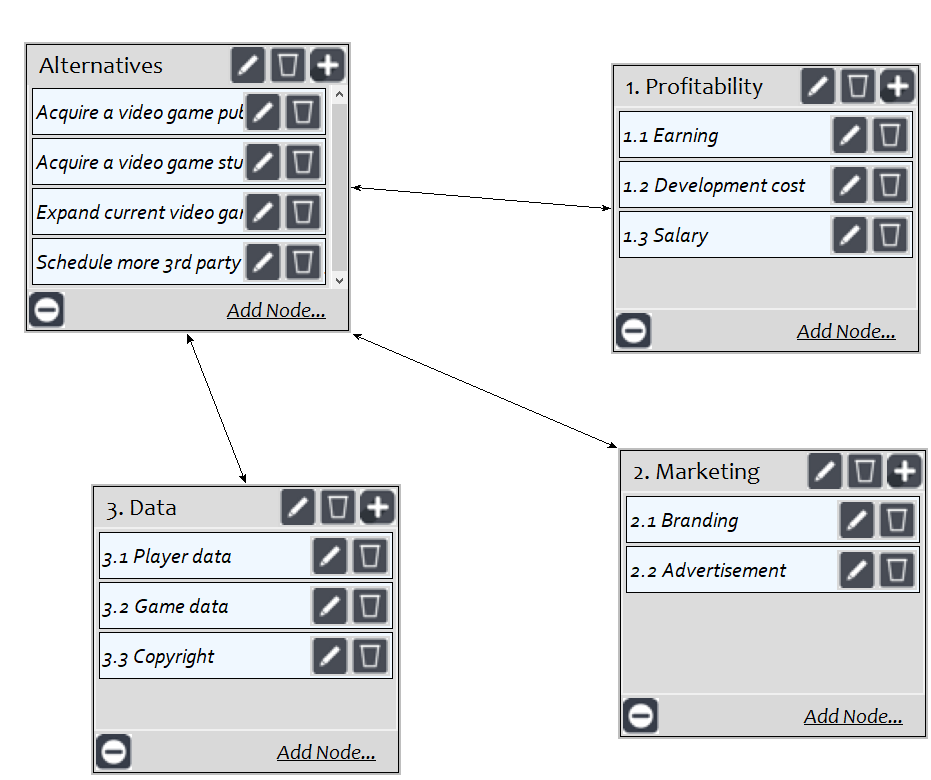 Alternatives
Acquire a video game pub
Acquire a video game stu
Expand current video gar
Schedule more 3rd party
Add Node...
1. Profitability
1.1 Earning
1.2 Development cost
1.3 Salary
Add Node...
3. Data
3.1 Player data
3.2 Game data
3.3 Copyright
Add Node...
2. Marketing
2.1 Branding
2.2 Advertisement
Add Node...